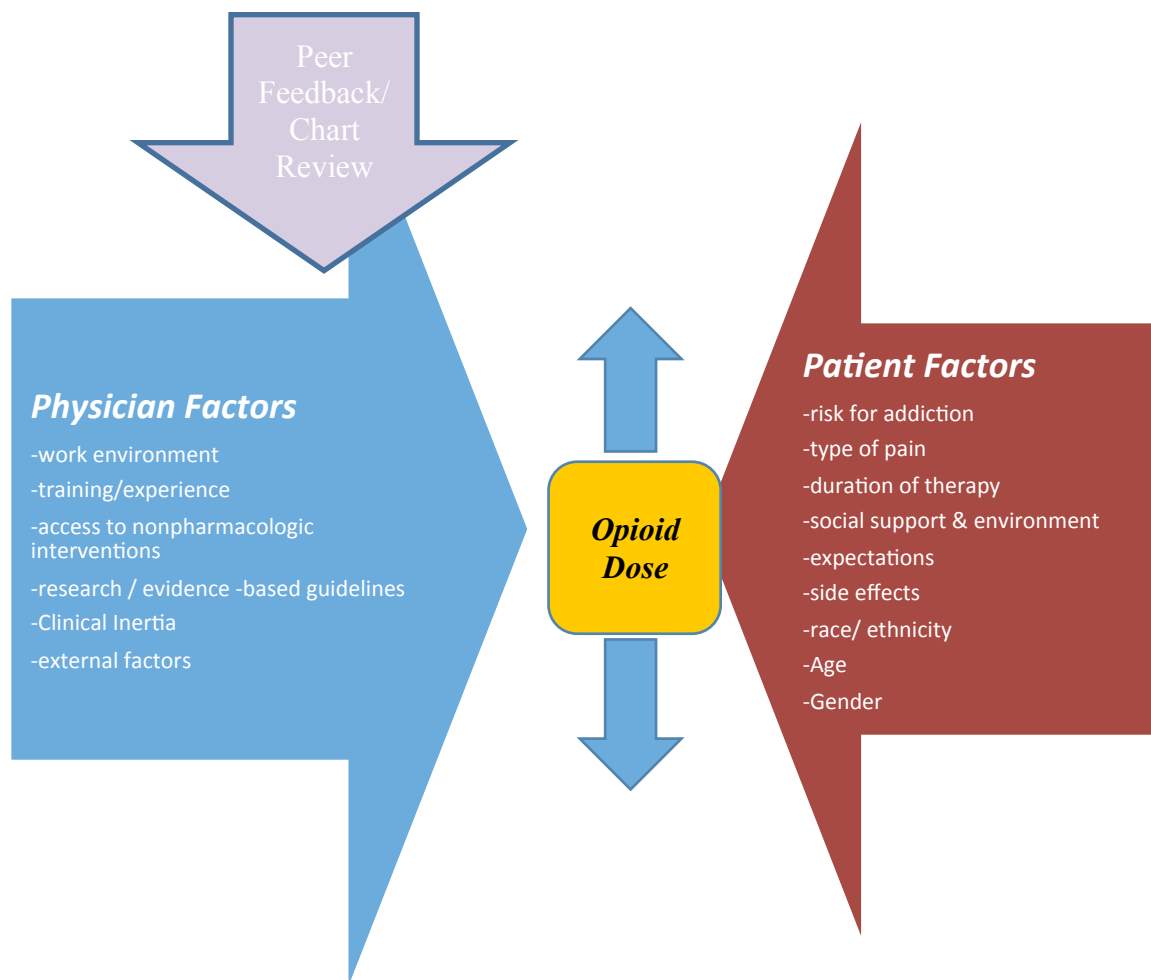 Peer
Feedback/
Chart
Review
Physician Factors
-work environment
-training/experience
-access to nonpharmacologic
interventions
-research / evidence -based guidelines
-Clinical Inertia
-external factors
Opioid
Dose
Patient Factors
-risk for addiction
-type of pain
-duration of therapy
-social support & environment
-expectations
-side effects
-race/ ethnicity
-Age
-Gender